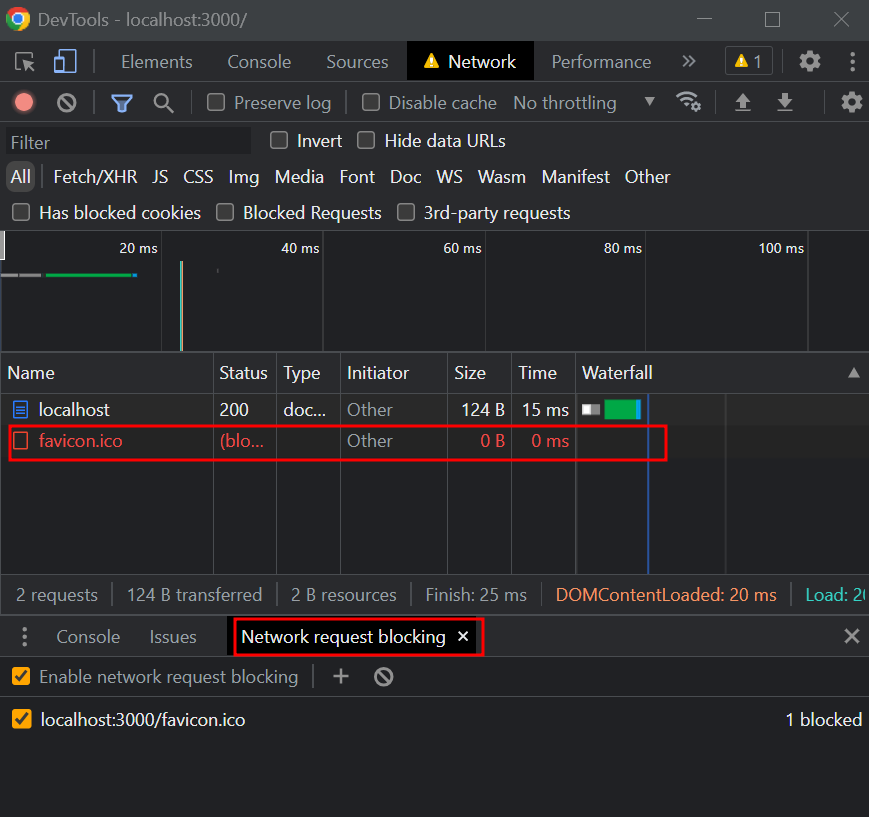 DevTools - localhost:3000/
Elements Console Sources Network Performance 1
Preserve log Disable cache No throttling
Filter Invert Hide data URLs
All Fetch/XHR JS CSS Img Media Font Doc WS Wasm Manifest Other
Has blocked cookies Blocked Requests 3rd-party requests
20 ms 40 ms 60 ms 80 ms 100 ms
Name Status Type Initiator Size Time Waterfall
localhost 200 doc... Other 124 B 15 ms
favicon.ico (blo... Other 0 B 0 ms
2 requests 124 B transferred 2 B resources Finish: 25 ms DOMContentLoaded: 20 ms Load:
Console Issues Network request blocking
Enable network request blocking
localhost:3000/favicon.ico 1 blocked